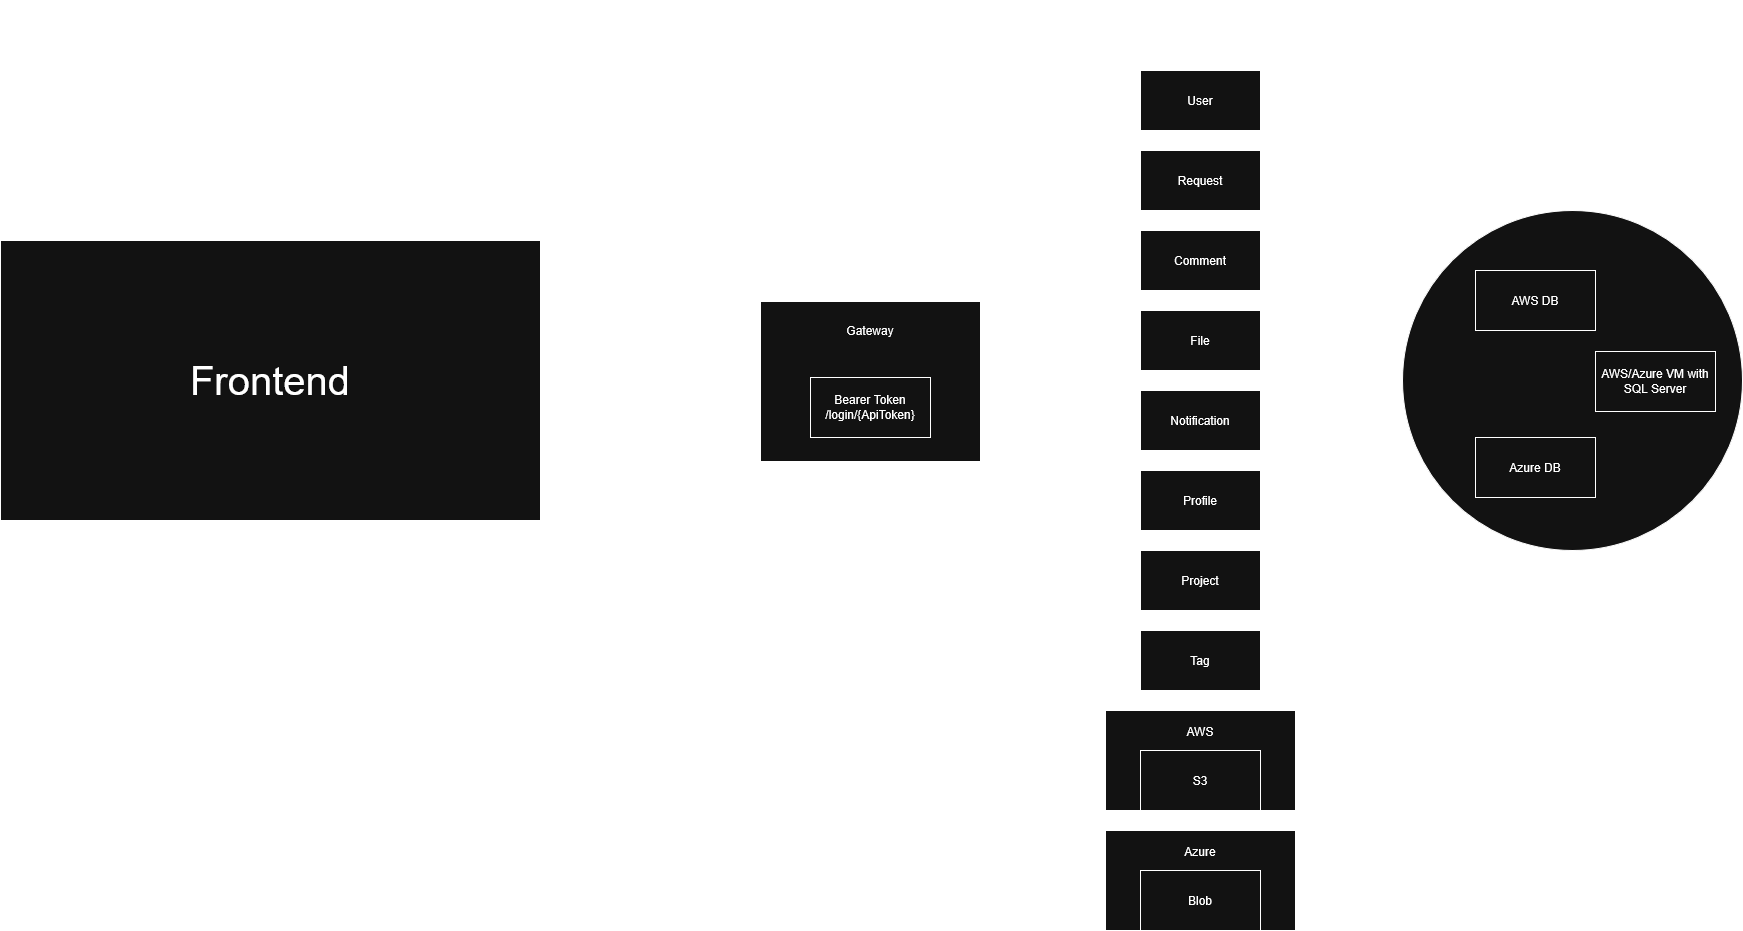 Frontend
Gateway
Bearer Token
/login/{ApiToken}
User
Request
Comment
File
Notification
Profile
Project
Tag
AWS
S3
Azure
Blob
AWS DB
AWS/Azure VM with
SQL Server
Azure DB